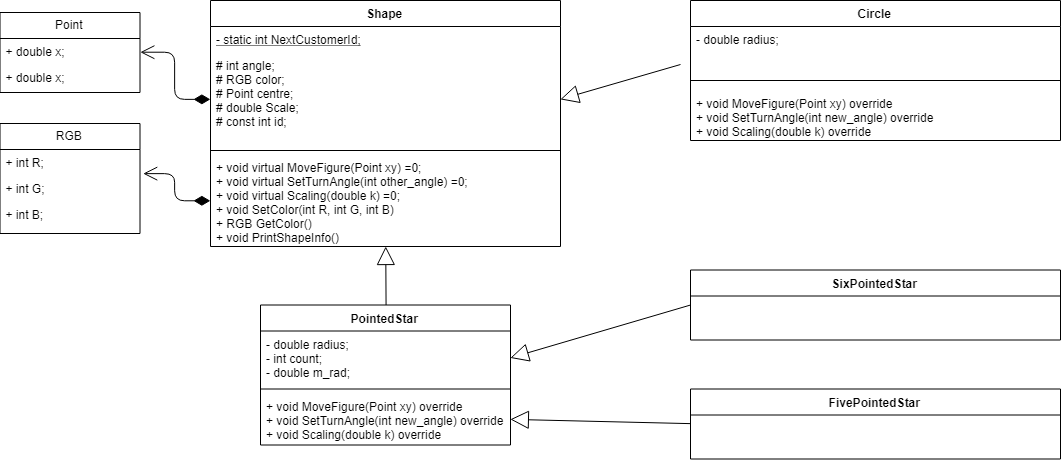 Point
+ double x;
+ double x;
RGB
+ int R;
+ int G;
+ int B;
Shape
- static int NextCustomerId;
# int angle;
# RGB color;
# Point centre;
# double Scale;
# const int id;
+ void virtual MoveFigure(Point xy) =0;
+ void virtual SetTurnAngle(int other_angle) =0;
+ void virtual Scaling(double k) =0;
+ void SetColor(int R, int G, int B)
+ RGB GetColor()
+ void PrintShapeInfo()
Circle
- double radius;
+ void MoveFigure(Point xy) override
+ void SetTurnAngle(int new_angle) override
+ void Scaling(double k) override
PointedStar
- double radius;
- int count;
- double m_rad;
+ void MoveFigure(Point xy) override
+ void SetTurnAngle(int new_angle) override
+ void Scaling(double k) override
SixPointedStar
FivePointedStar